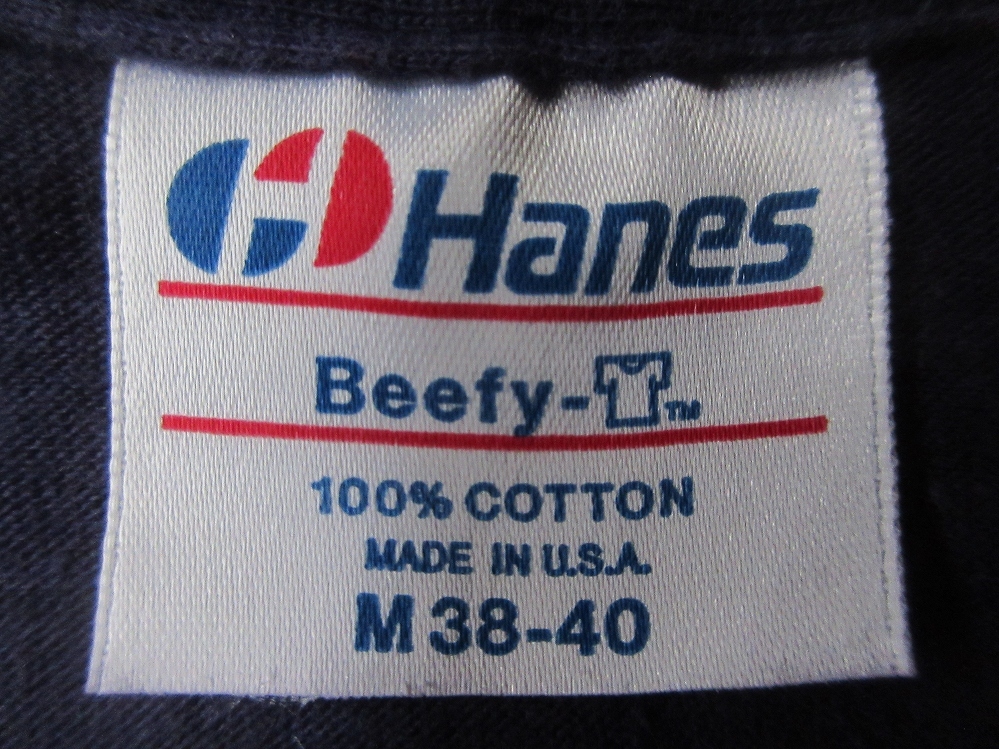 Hanes
Beefy-T™
100% COTTON
MADE IN U.S.A.
M 38-40